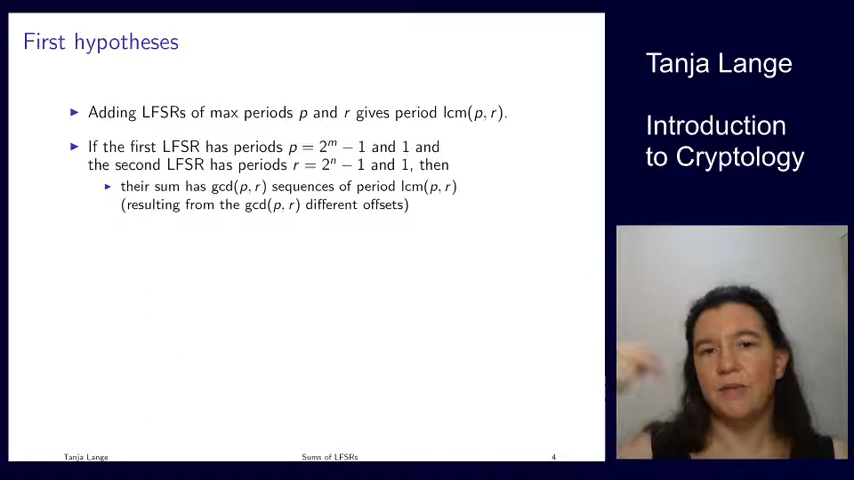 First hypotheses
▶ Adding LFSRs of max periods p and r gives period lcm(p, r).
▶ If the first LFSR has periods p = 2^m − 1 and 1 and
the second LFSR has periods r = 2^n − 1 and 1, then
▶ their sum has gcd(p, r) sequences of period lcm(p, r)
(resulting from the gcd(p, r) different offsets)
Tanja Lange
Sums of LFSRs
4
Tanja Lange
Introduction
to Cryptology